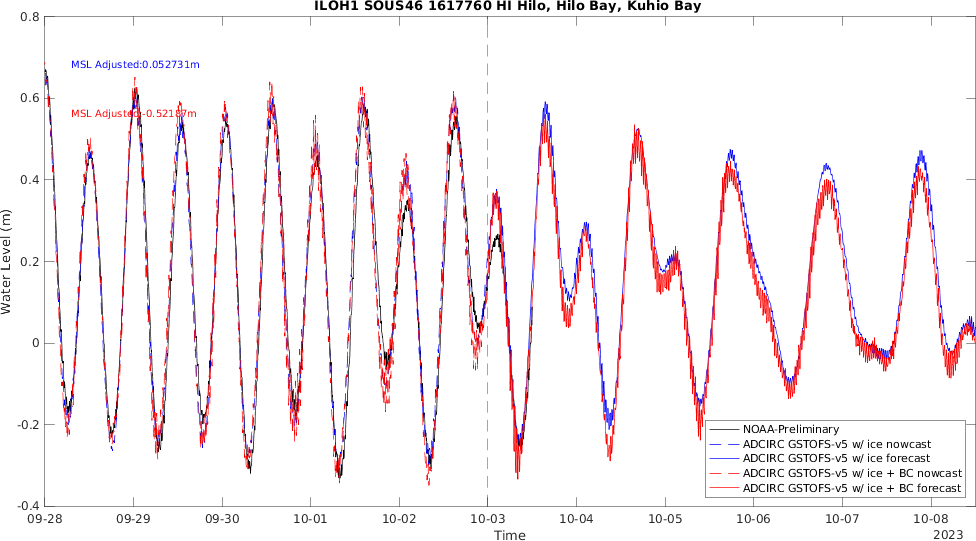 ILOH1 SOUS46 1617760 HI Hilo, Hilo Bay, Kuhio Bay
0.8
MSL Adjusted:0.052731m
0.6
MSL Adjusted:-0.52187m
0.4
Water Level (m)
0.2
0
-0.2
NOAA-Preliminary
ADCIRC GSTOFS-v5 w/ ice nowcast
ADCIRC GSTOFS-v5 w/ ice forecast
ADCIRC GSTOFS-v5 w/ ice + BC nowcast
ADCIRC GSTOFS-v5 w/ ice + BC forecast
-0.4
09-28 09-29 09-30 10-01 10-02 10-03 10-04 10-05 10-06 10-07 10-08
Time 2023